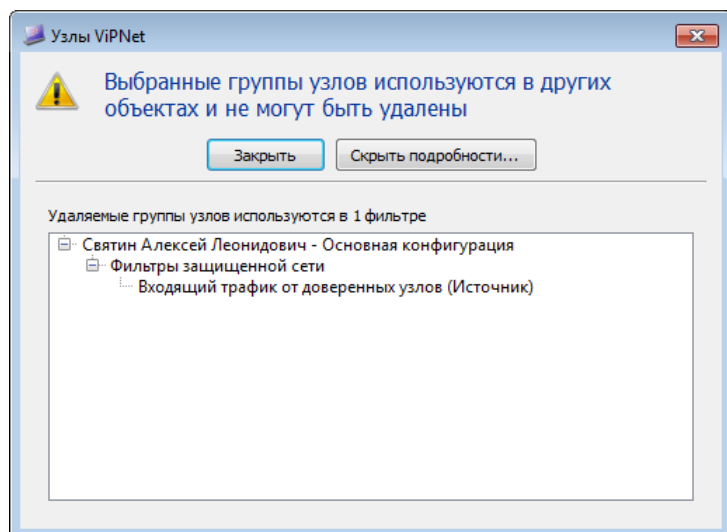 Узлы ViPNet
Выбранные группы узлов используются в других
объектах и не могут быть удалены
Закрыть
Скрыть подробности...
Удаляемые группы узлов используются в 1 фильтре
Святин Алексей Леонидович - Основная конфигурация
Фильтры защищенной сети
Входящий трафик от доверенных узлов (Источник)